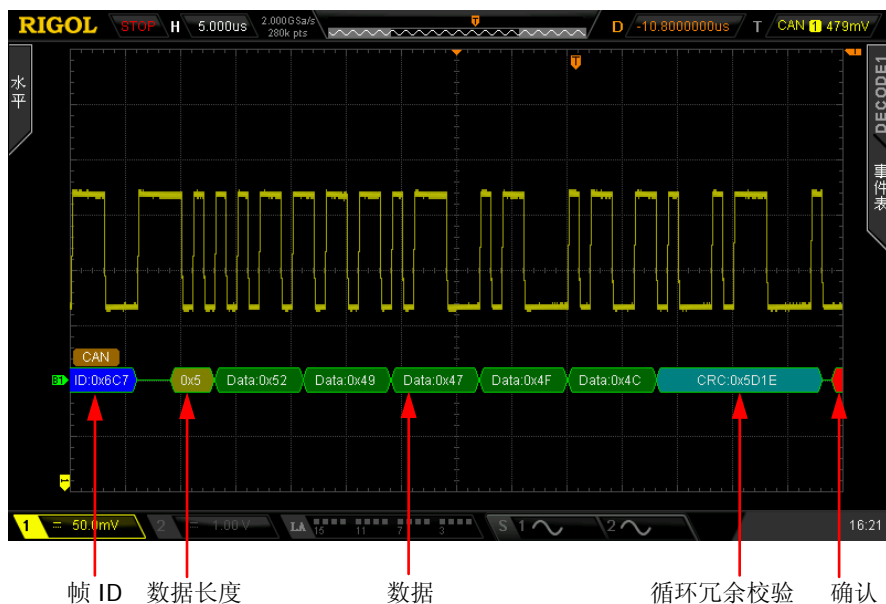 RIGOL STOP H 5.000us 2.000GSa/s 280k pts D -10.8000000us T CAN 1 479mV
T
T
水平
DECODE1
事件表
CAN
B1 ID:0x6C7 0x5 Data:0x52 Data:0x49 Data:0x47 Data:0x4F Data:0x4C CRC:0x5D1E
1
1 = 50.0mV 2 = 1.00V LA 15 11 7 3 S 1 2 16:21
帧 ID 数据长度 数据 循环冗余校验 确认